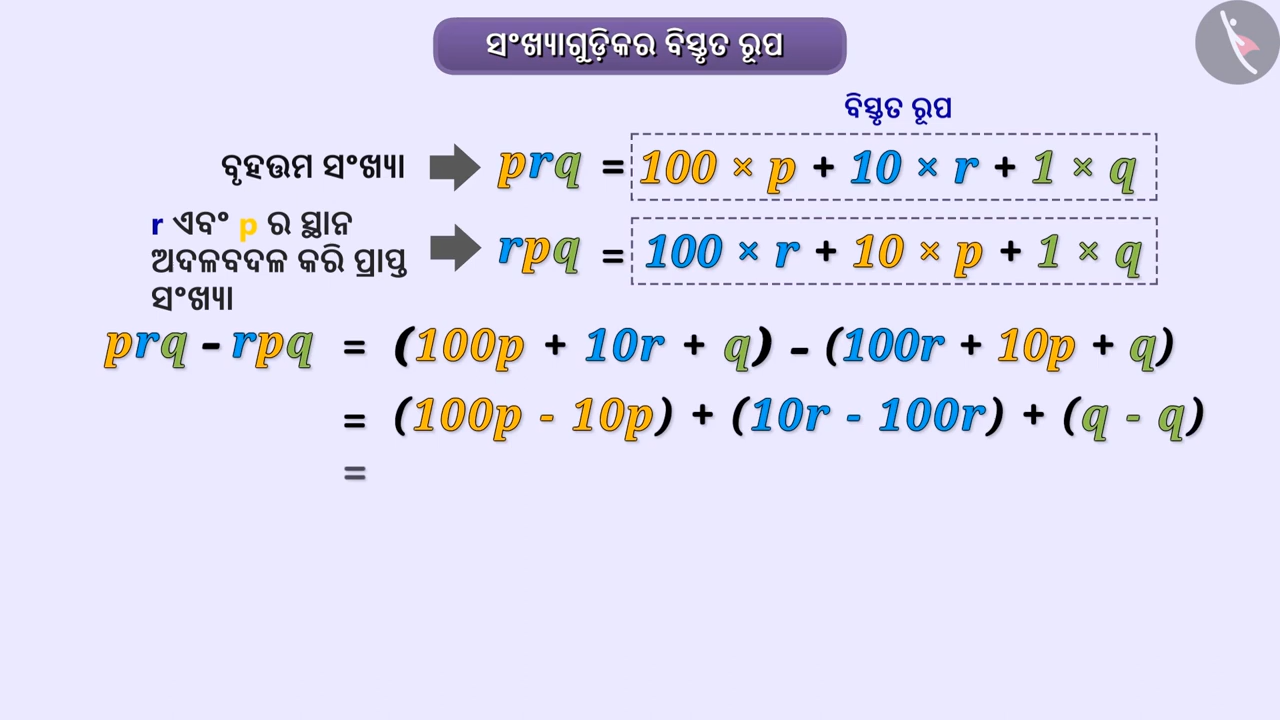 ସଂଖ୍ୟାଗୁଡ଼ିକର ବିସ୍ତୃତ ରୂପ
ବିସ୍ତୃତ ରୂପ
ବୃହତ୍ତମ ସଂଖ୍ୟା prq = 100 × p + 10 × r + 1 × q
r ଏବଂ p ର ସ୍ଥାନ
ଅଦଳବଦଳ କରି ପ୍ରାପ୍ତ
ସଂଖ୍ୟା
rpq = 100 × r + 10 × p + 1 × q
prq - rpq = (100p + 10r + q) - (100r + 10p + q)
= (100p - 10p) + (10r - 100r) + (q - q)
=